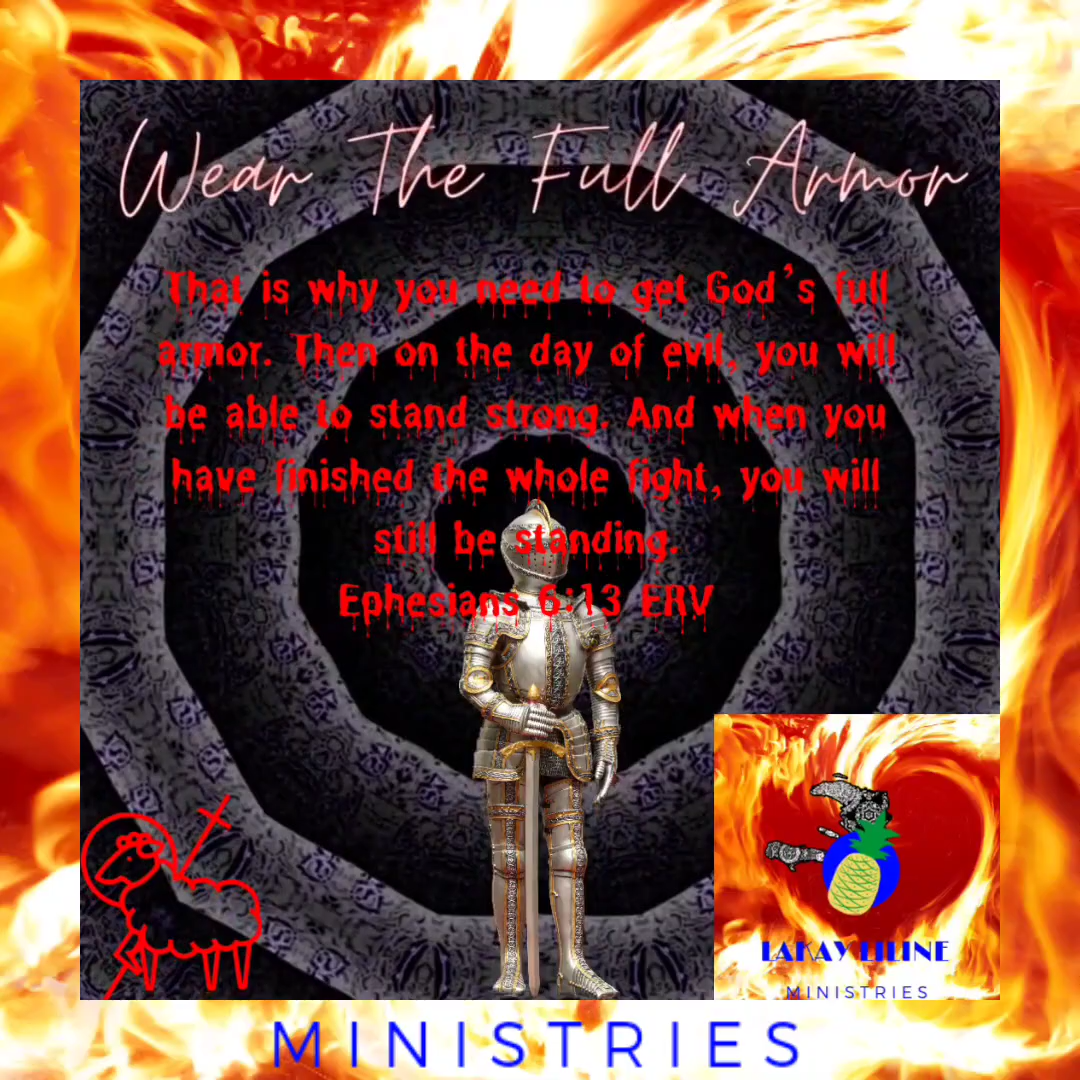 Wear The Full Armor
That is why you need to get God's full
armor. Then on the day of evil, you will
be able to stand strong. And when you
have finished the whole fight, you will
still be standing.
Ephesians 6:13 ERV
LAKAY LILINE
MINISTRIES
MINISTRIES